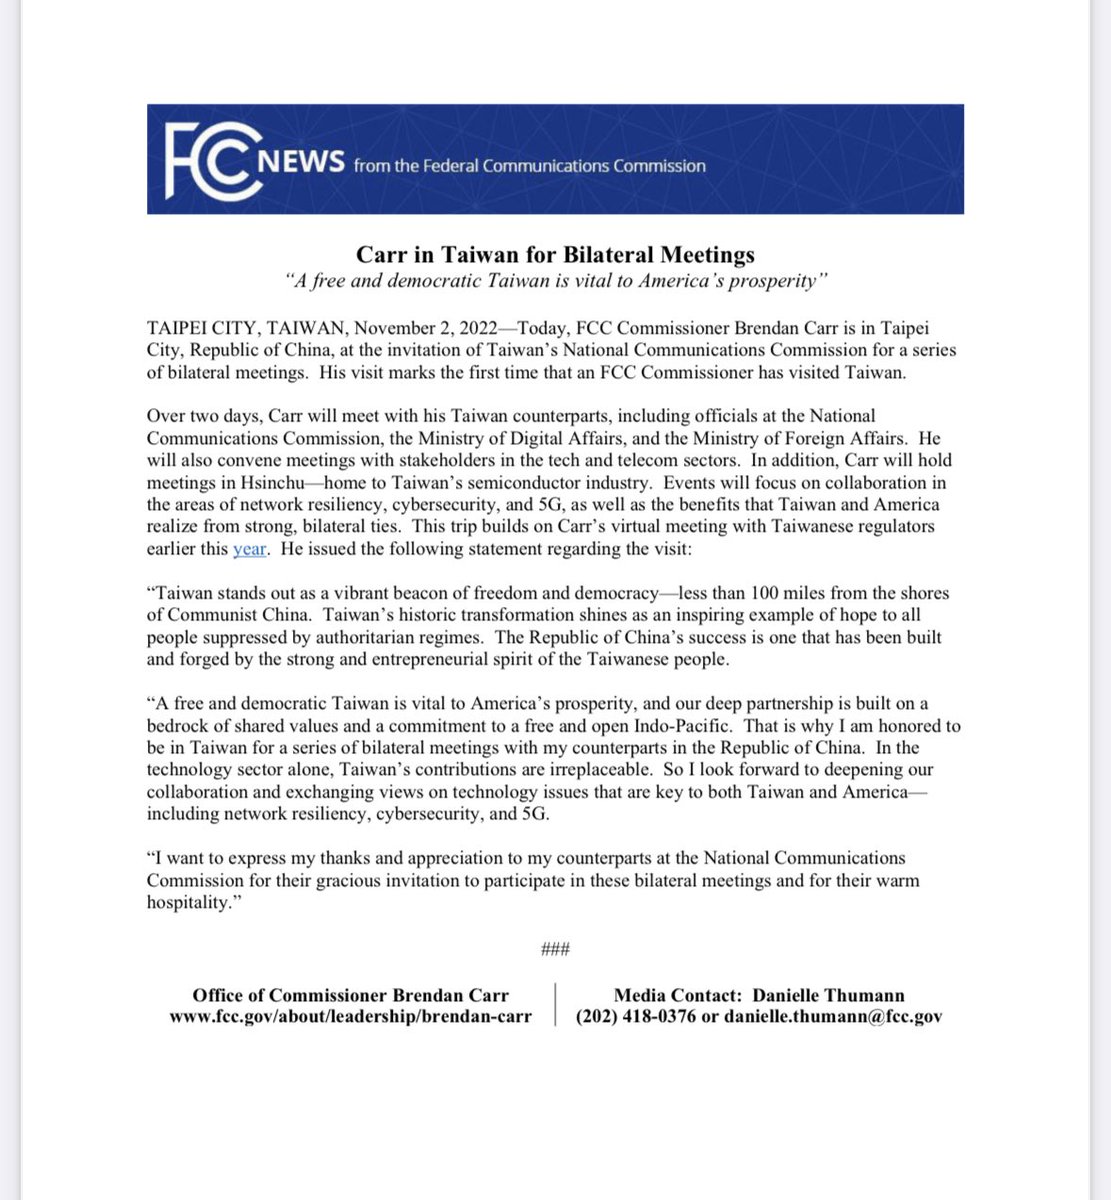 FCC NEWS from the Federal Communications Commission
Carr in Taiwan for Bilateral Meetings
“A free and democratic Taiwan is vital to America’s prosperity”
TAIPEI CITY, TAIWAN, November 2, 2022—Today, FCC Commissioner Brendan Carr is in Taipei
City, Republic of China, at the invitation of Taiwan’s National Communications Commission for a series
of bilateral meetings.  His visit marks the first time that an FCC Commissioner has visited Taiwan.
Over two days, Carr will meet with his Taiwan counterparts, including officials at the National
Communications Commission, the Ministry of Digital Affairs, and the Ministry of Foreign Affairs.  He
will also convene meetings with stakeholders in the tech and telecom sectors.  In addition, Carr will hold
meetings in Hsinchu—home to Taiwan’s semiconductor industry.  Events will focus on collaboration in
the areas of network resiliency, cybersecurity, and 5G, as well as the benefits that Taiwan and America
realize from strong, bilateral ties.  This trip builds on Carr’s virtual meeting with Taiwanese regulators
earlier this year.  He issued the following statement regarding the visit:
“Taiwan stands out as a vibrant beacon of freedom and democracy—less than 100 miles from the shores
of Communist China.  Taiwan’s historic transformation shines as an inspiring example of hope to all
people suppressed by authoritarian regimes.  The Republic of China’s success is one that has been built
and forged by the strong and entrepreneurial spirit of the Taiwanese people.
“A free and democratic Taiwan is vital to America’s prosperity, and our deep partnership is built on a
bedrock of shared values and a commitment to a free and open Indo-Pacific.  That is why I am honored to
be in Taiwan for a series of bilateral meetings with my counterparts in the Republic of China.  In the
technology sector alone, Taiwan’s contributions are irreplaceable.  So I look forward to deepening our
collaboration and exchanging views on technology issues that are key to both Taiwan and America—
including network resiliency, cybersecurity, and 5G.
“I want to express my thanks and appreciation to my counterparts at the National Communications
Commission for their gracious invitation to participate in these bilateral meetings and for their warm
hospitality.”
###
Office of Commissioner Brendan Carr
www.fcc.gov/about/leadership/brendan-carr
Media Contact:  Danielle Thumann
(202) 418-0376 or danielle.thumann@fcc.gov